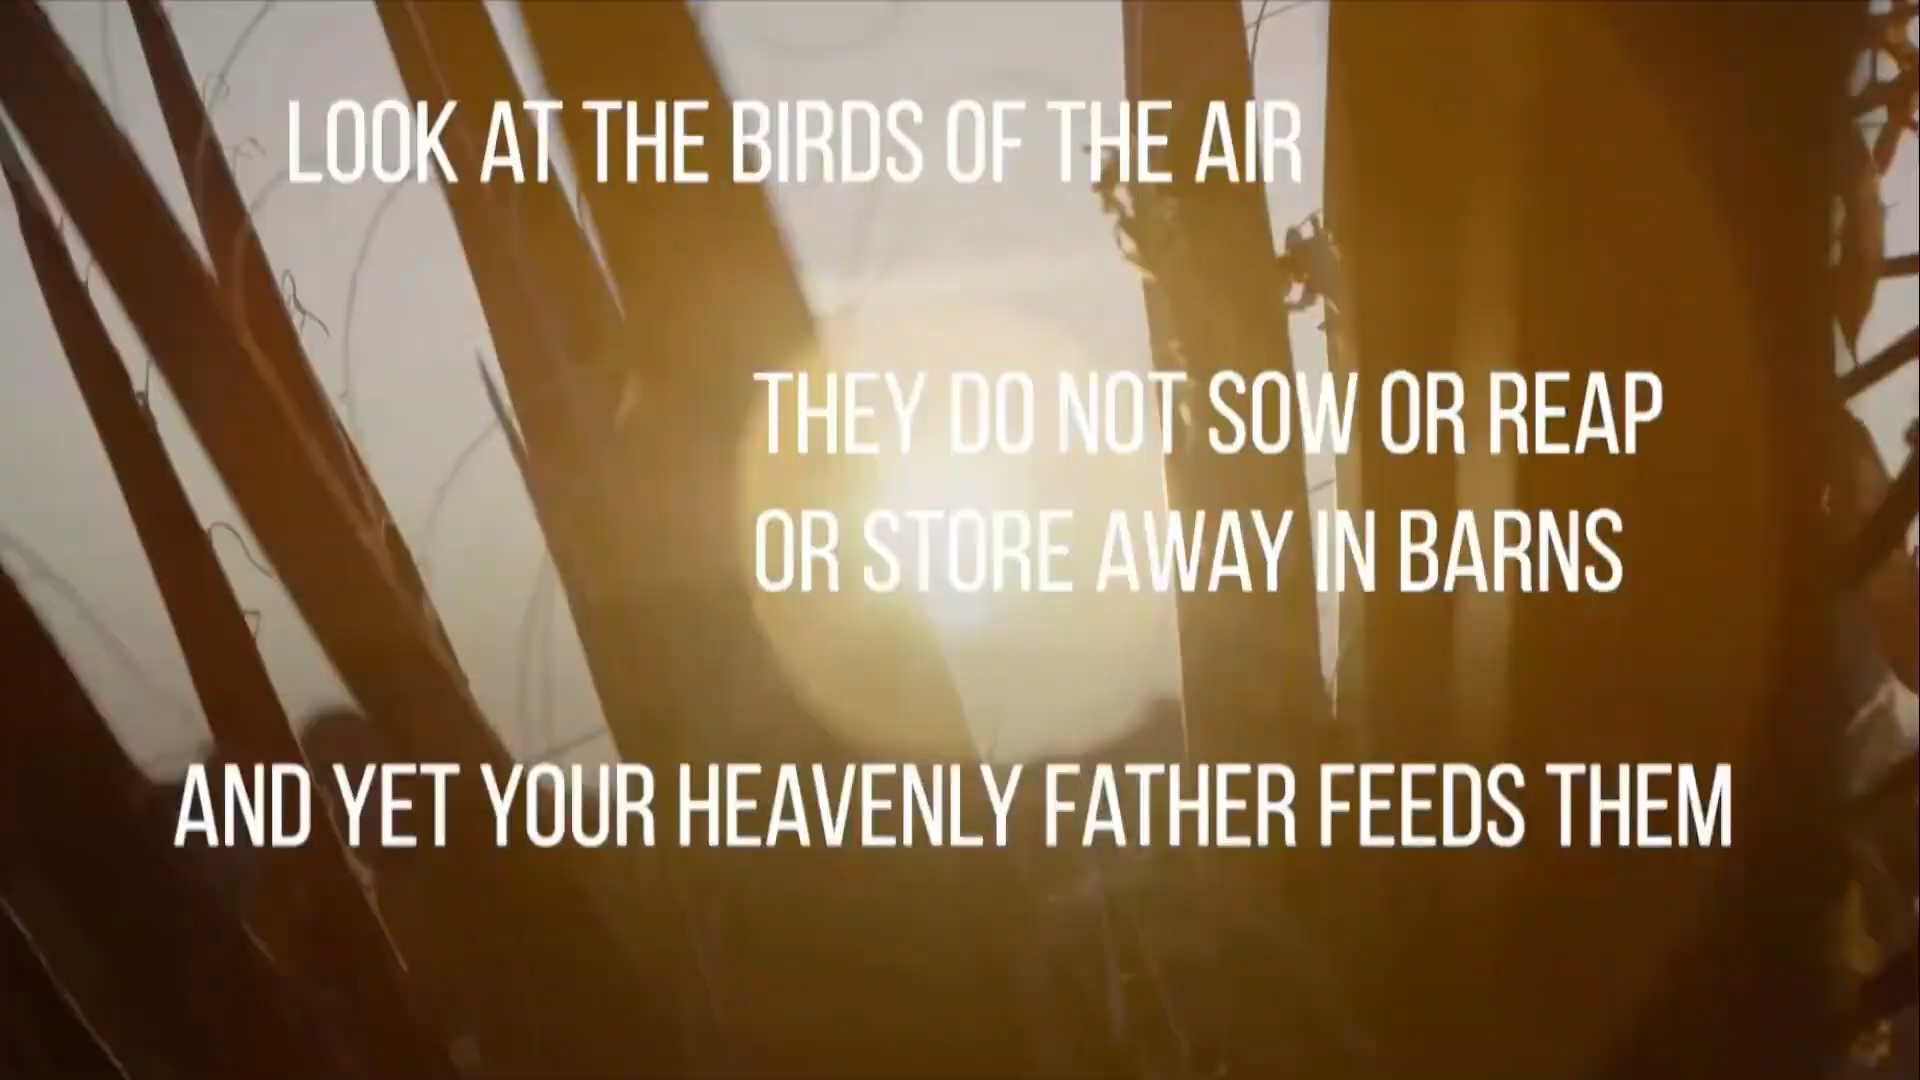 LOOK AT THE BIRDS OF THE AIR
THEY DO NOT SOW OR REAP
OR STORE AWAY IN BARNS
AND YET YOUR HEAVENLY FATHER FEEDS THEM